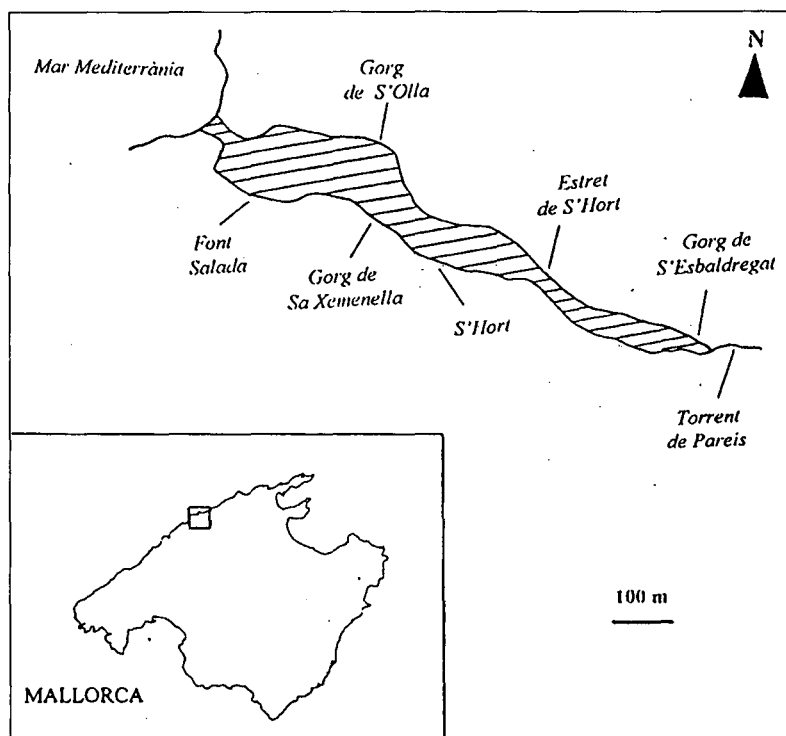 N
Mar Mediterrània
Gorg
de S'Olla
Estret
de S'Hort
Gorg de
S'Esbaldregat
Font
Salada
Gorg de
Sa Xemenella
S'Hort
Torrent
de Pareis
100 m
MALLORCA